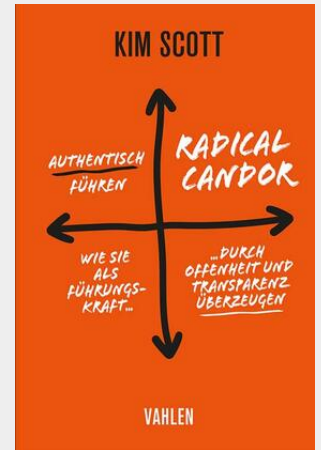 KIM SCOTT
AUTHENTISCH
FÜHREN
RADICAL
CANDOR
WIE SIE
ALS
FÜHRUNGS-
KRAFT...
...DURCH
OFFENHEIT UND
TRANSPARENZ
ÜBERZEUGEN
VAHLEN